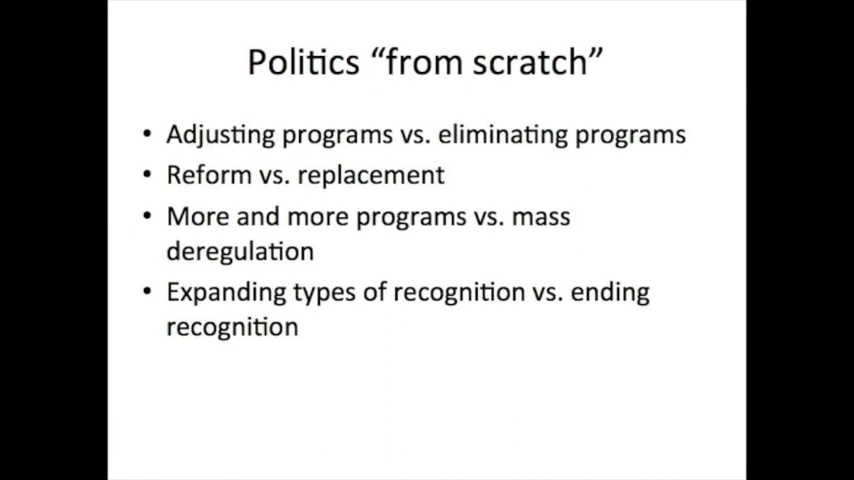 Politics “from scratch”
• Adjusting programs vs. eliminating programs
• Reform vs. replacement
• More and more programs vs. mass
deregulation
• Expanding types of recognition vs. ending
recognition